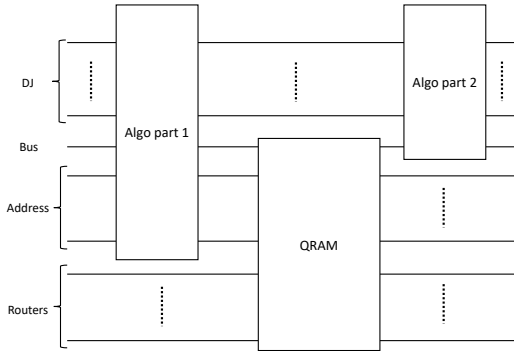 DJ
Algo part 1
Algo part 2
Bus
Address
QRAM
Routers